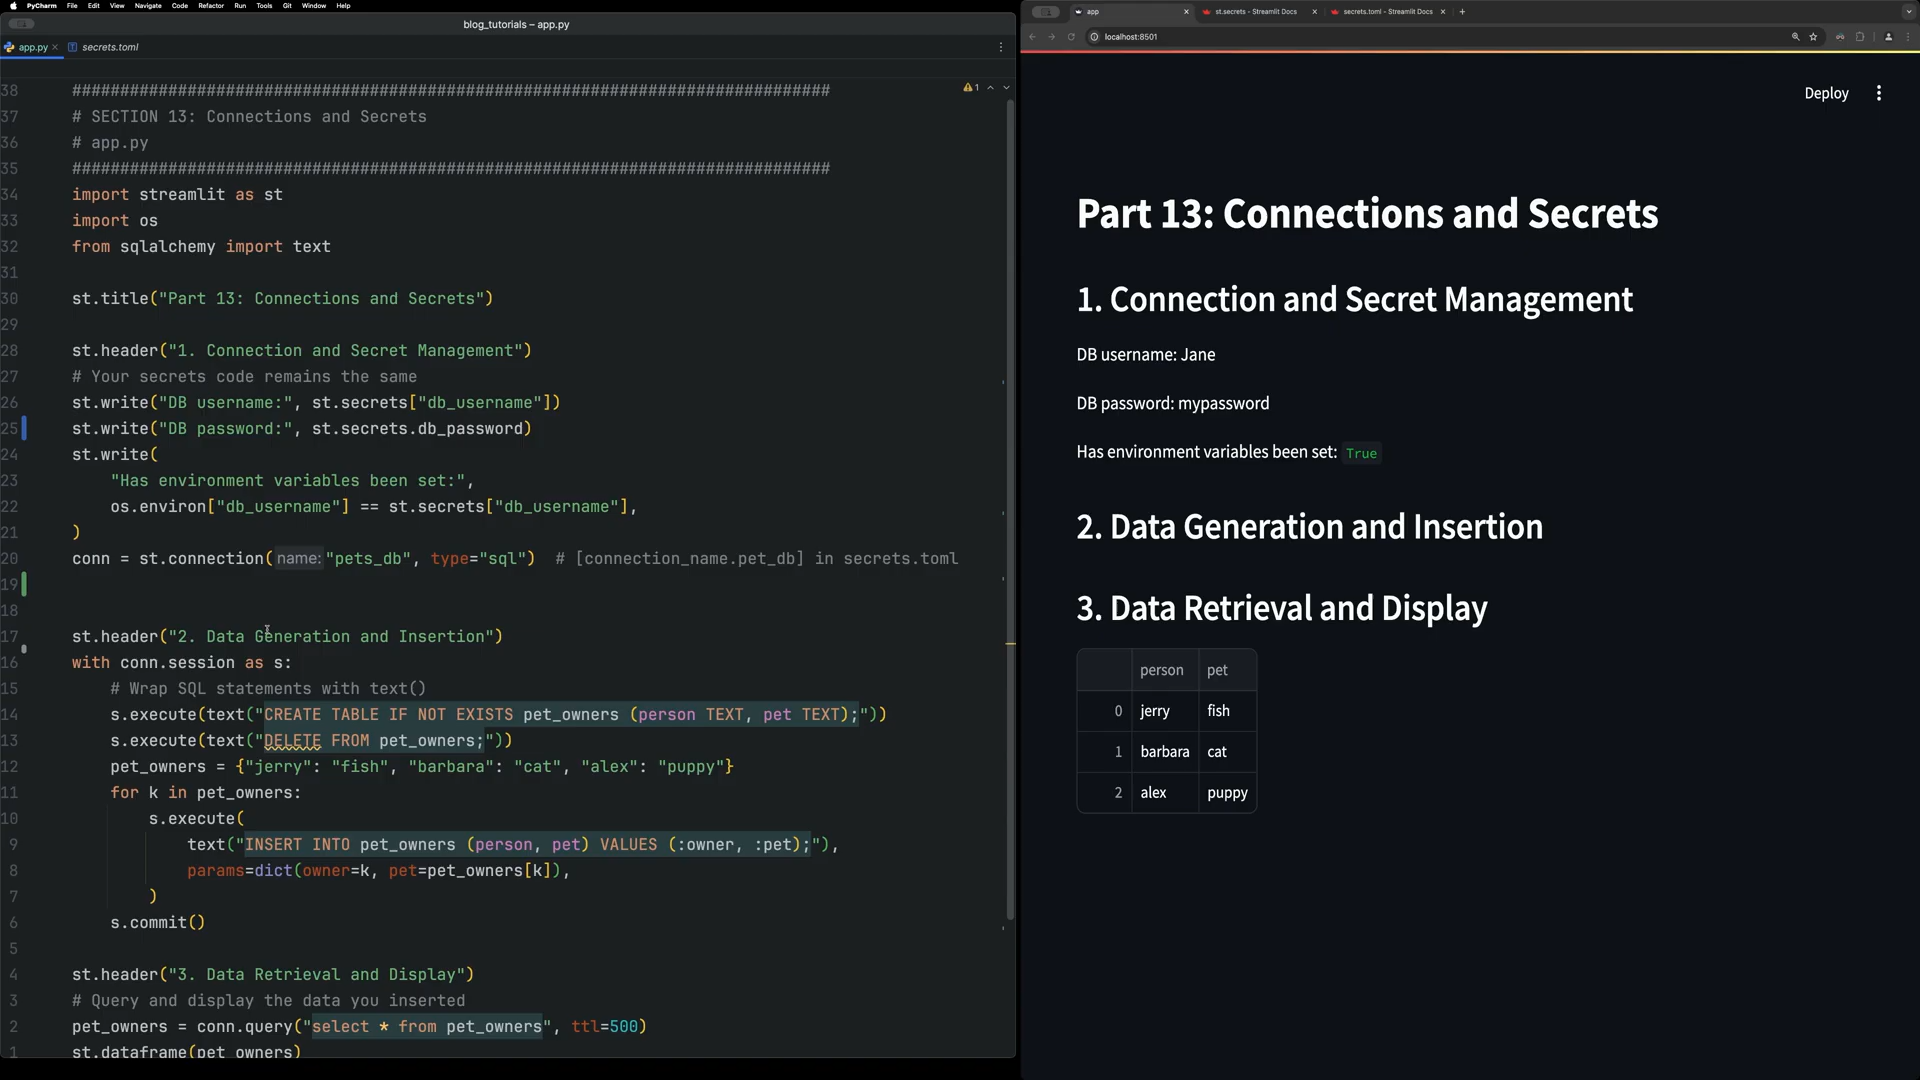 PyCharm File Edit View Navigate Code Refactor Run Tools Git Window Help
blog_tutorials – app.py
app.py
secrets.toml
1
38 ###############################################################################
37 # SECTION 13: Connections and Secrets
36 # app.py
35 ###############################################################################
34 import streamlit as st
33 import os
32 from sqlalchemy import text
31
30 st.title("Part 13: Connections and Secrets")
29
28 st.header("1. Connection and Secret Management")
27 # Your secrets code remains the same
26 st.write("DB username:", st.secrets["db_username"])
25 st.write("DB password:", st.secrets.db_password)
24 st.write(
23 "Has environment variables been set:",
22 os.environ["db_username"] == st.secrets["db_username"],
21 )
20 conn = st.connection( name: "pets_db", type="sql")  # [connection_name.pet_db] in secrets.toml
19
18
17 st.header("2. Data Generation and Insertion")
16 with conn.session as s:
15 # Wrap SQL statements with text()
14 s.execute(text("CREATE TABLE IF NOT EXISTS pet_owners (person TEXT, pet TEXT);"))
13 s.execute(text("DELETE FROM pet_owners;"))
12 pet_owners = {"jerry": "fish", "barbara": "cat", "alex": "puppy"}
11 for k in pet_owners:
10 s.execute(
9 text("INSERT INTO pet_owners (person, pet) VALUES (:owner, :pet);"),
8 params=dict(owner=k, pet=pet_owners[k]),
7 )
6 s.commit()
5
4 st.header("3. Data Retrieval and Display")
3 # Query and display the data you inserted
2 pet_owners = conn.query("select * from pet_owners", ttl=500)
1 st.dataframe(pet_owners)
app
st.secrets - Streamlit Docs
secrets.toml - Streamlit Docs
localhost:8501
Deploy
Part 13: Connections and Secrets
1. Connection and Secret Management
DB username: Jane
DB password: mypassword
Has environment variables been set: True
2. Data Generation and Insertion
3. Data Retrieval and Display
person pet
0 jerry fish
1 barbara cat
2 alex puppy